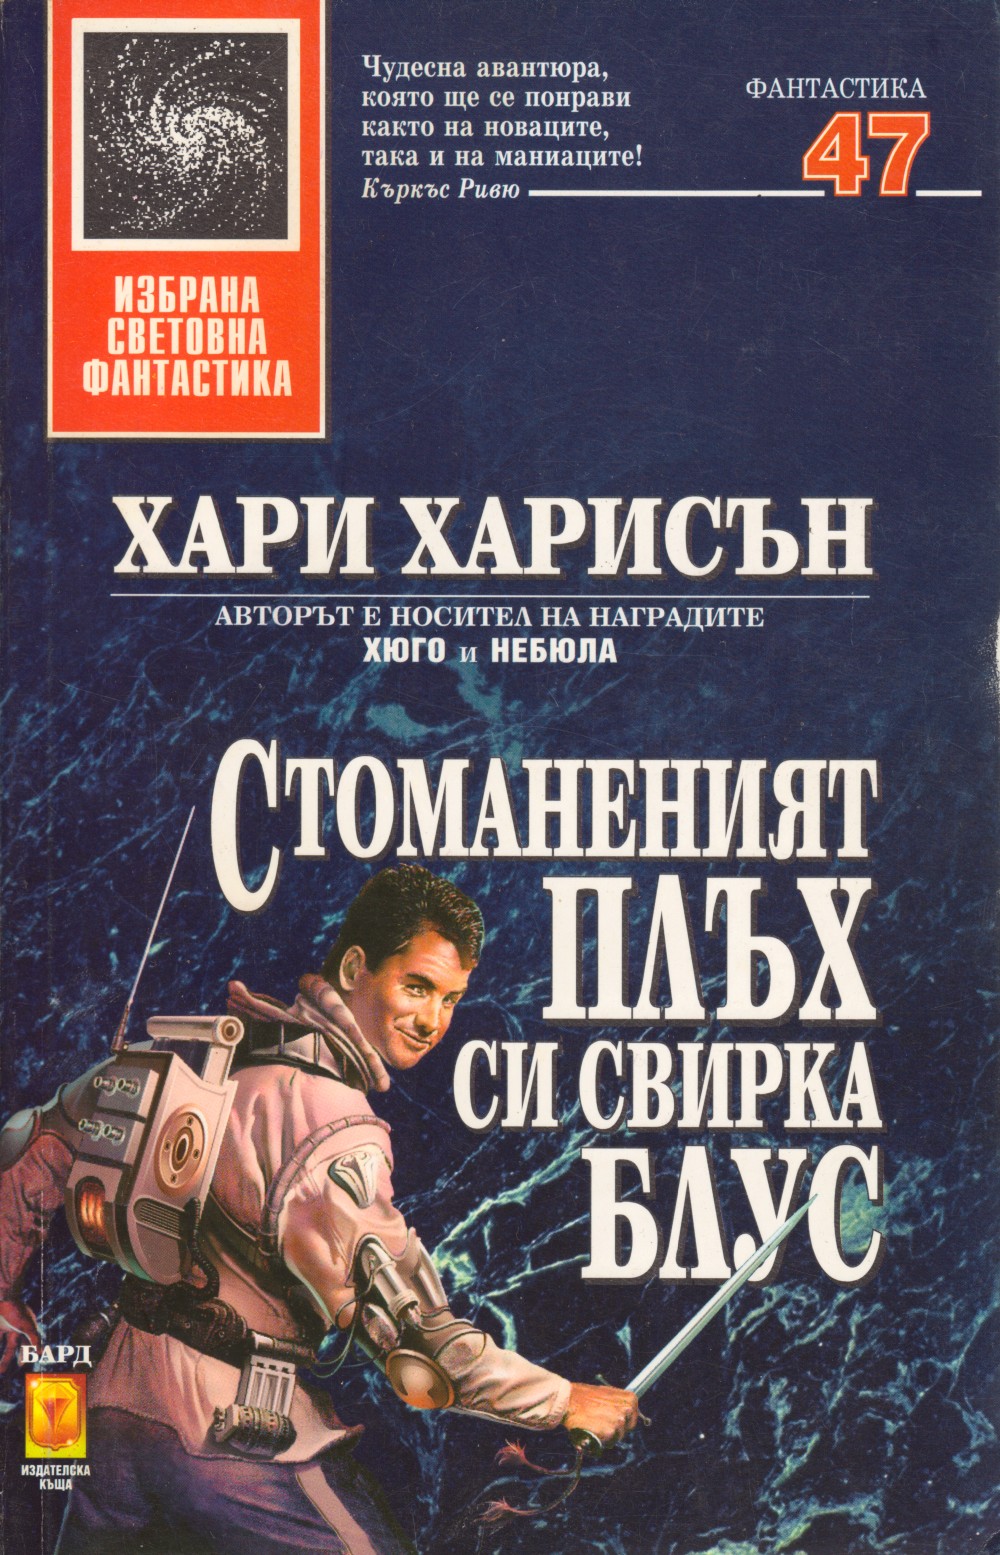 Чудесна авантюра,
която ще се понрави
както на новаците,
така и на маниаците!
Къркъс Ривю
ФАНТАСТИКА
47
ИЗБРАНА
СВЕТОВНА
ФАНТАСТИКА
ХАРИ ХАРИСЪН
АВТОРЪТ Е НОСИТЕЛ НА НАГРАДИТЕ
ХЮГО И НЕБЮЛА
СТОМАНЕНИЯТ
ПЛЪХ
СИ СВИРКА
БЛУС
БАРД
ИЗДАТЕЛСКА
КЪЩА